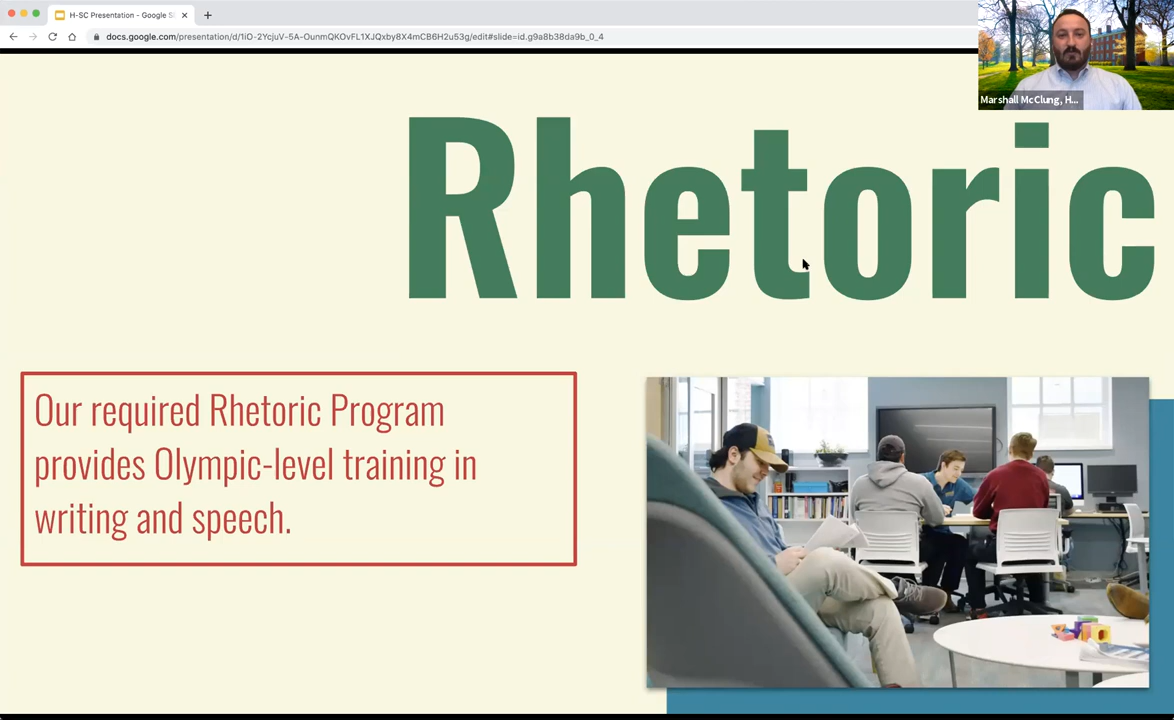 H-SC Presentation - Google Sl
docs.google.com/presentation/d/1iO-2YcjuV-5A-OunmQKOvFL1XJQxby8X4mCB6H2u53g/edit#slide=id.g9a8b38da9b_0_4
Marshall McClung, H...
Rhetoric
Our required Rhetoric Program
provides Olympic-level training in
writing and speech.